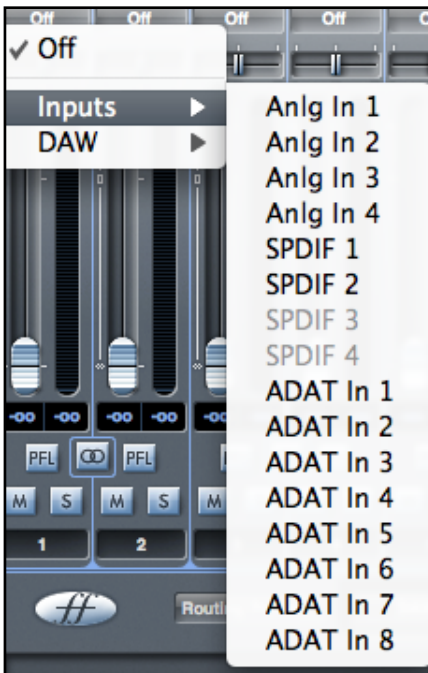 Off Off Off Off
✓ Off
Inputs
DAW
Anlg In 1
Anlg In 2
Anlg In 3
Anlg In 4
SPDIF 1
SPDIF 2
SPDIF 3
SPDIF 4
ADAT In 1
ADAT In 2
ADAT In 3
ADAT In 4
ADAT In 5
ADAT In 6
ADAT In 7
ADAT In 8
-oo -oo -oo -oo
PFL PFL
M S M S M
1 2
ff